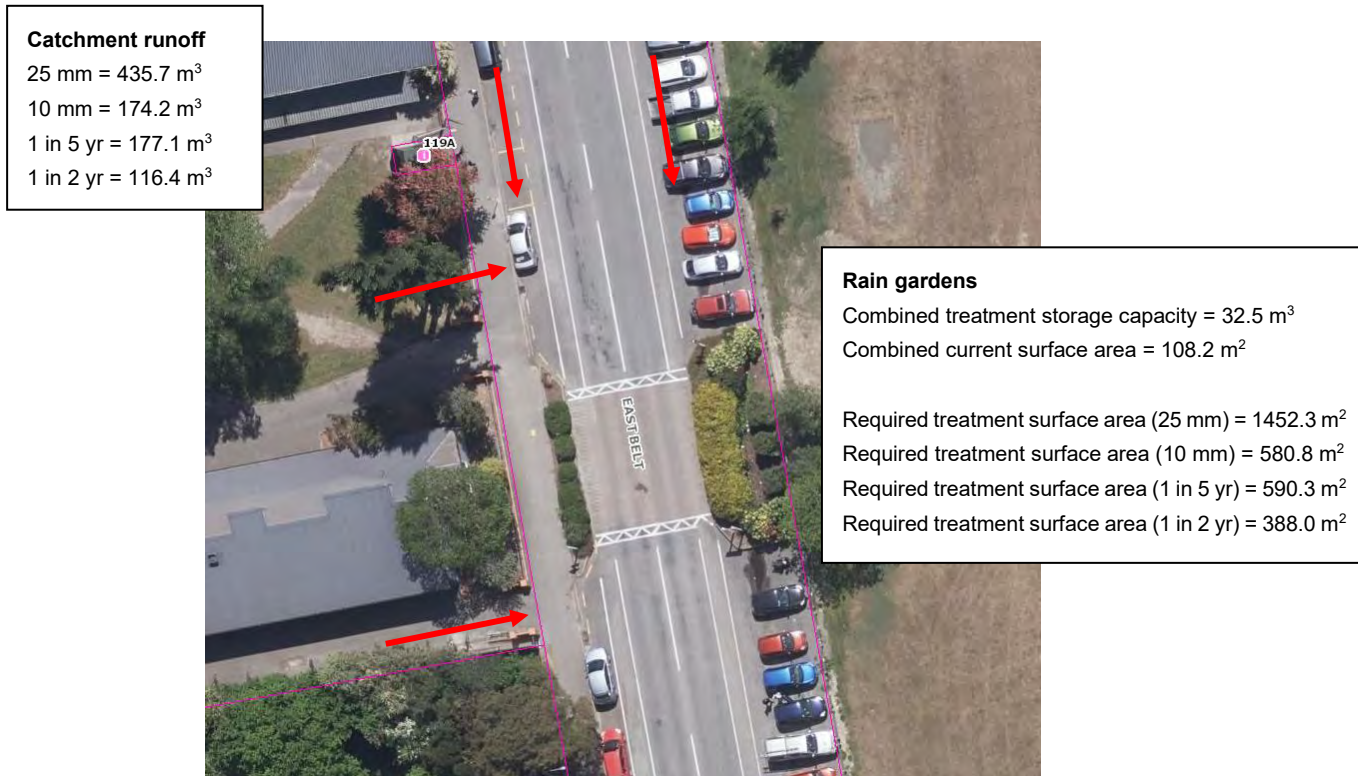 Catchment runoff
25 mm = 435.7 m³
10 mm = 174.2 m³
1 in 5 yr = 177.1 m³
1 in 2 yr = 116.4 m³
119A
EAST BELT
Rain gardens
Combined treatment storage capacity = 32.5 m³
Combined current surface area = 108.2 m²
Required treatment surface area (25 mm) = 1452.3 m²
Required treatment surface area (10 mm) = 580.8 m²
Required treatment surface area (1 in 5 yr) = 590.3 m²
Required treatment surface area (1 in 2 yr) = 388.0 m²